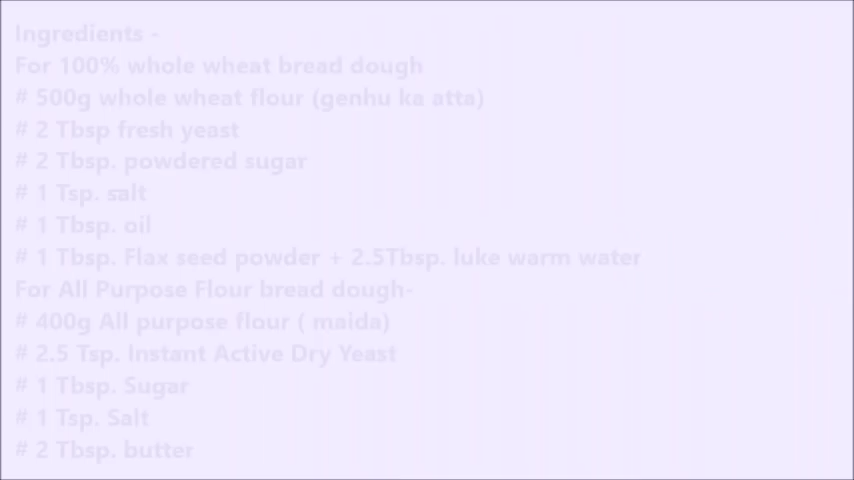 Ingredients -
For 100% whole wheat bread dough
# 500g whole wheat flour (genhu ka atta)
# 2 Tbsp fresh yeast
# 2 Tbsp. powdered sugar
# 1 Tsp. salt
# 1 Tbsp. oil
# 1 Tbsp. Flax seed powder + 2.5Tbsp. luke warm water
For All Purpose Flour bread dough-
# 400g All purpose flour ( maida)
# 2.5 Tsp. Instant Active Dry Yeast
# 1 Tbsp. Sugar
# 1 Tsp. Salt
# 2 Tbsp. butter